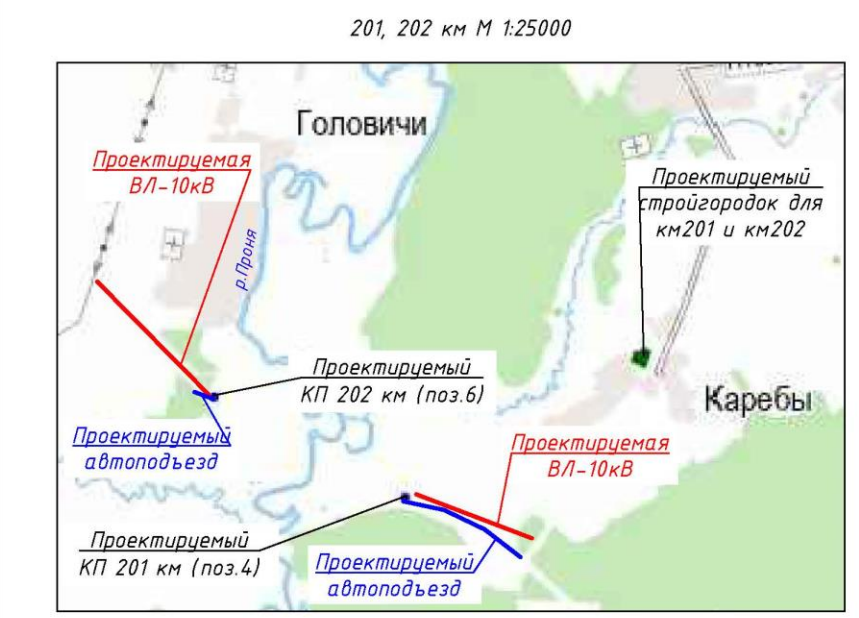 201, 202 км М 1:25000
Головичи
Проектируемая
ВЛ-10кВ
Проектируемый
стройгородок для
км201 и км202
р.Проня
Проектируемый
КП 202 км (поз.6)
Каребы
Проектируемый
автоподъезд
Проектируемая
ВЛ-10кВ
Проектируемый
КП 201 км (поз.4)
Проектируемый
автоподъезд